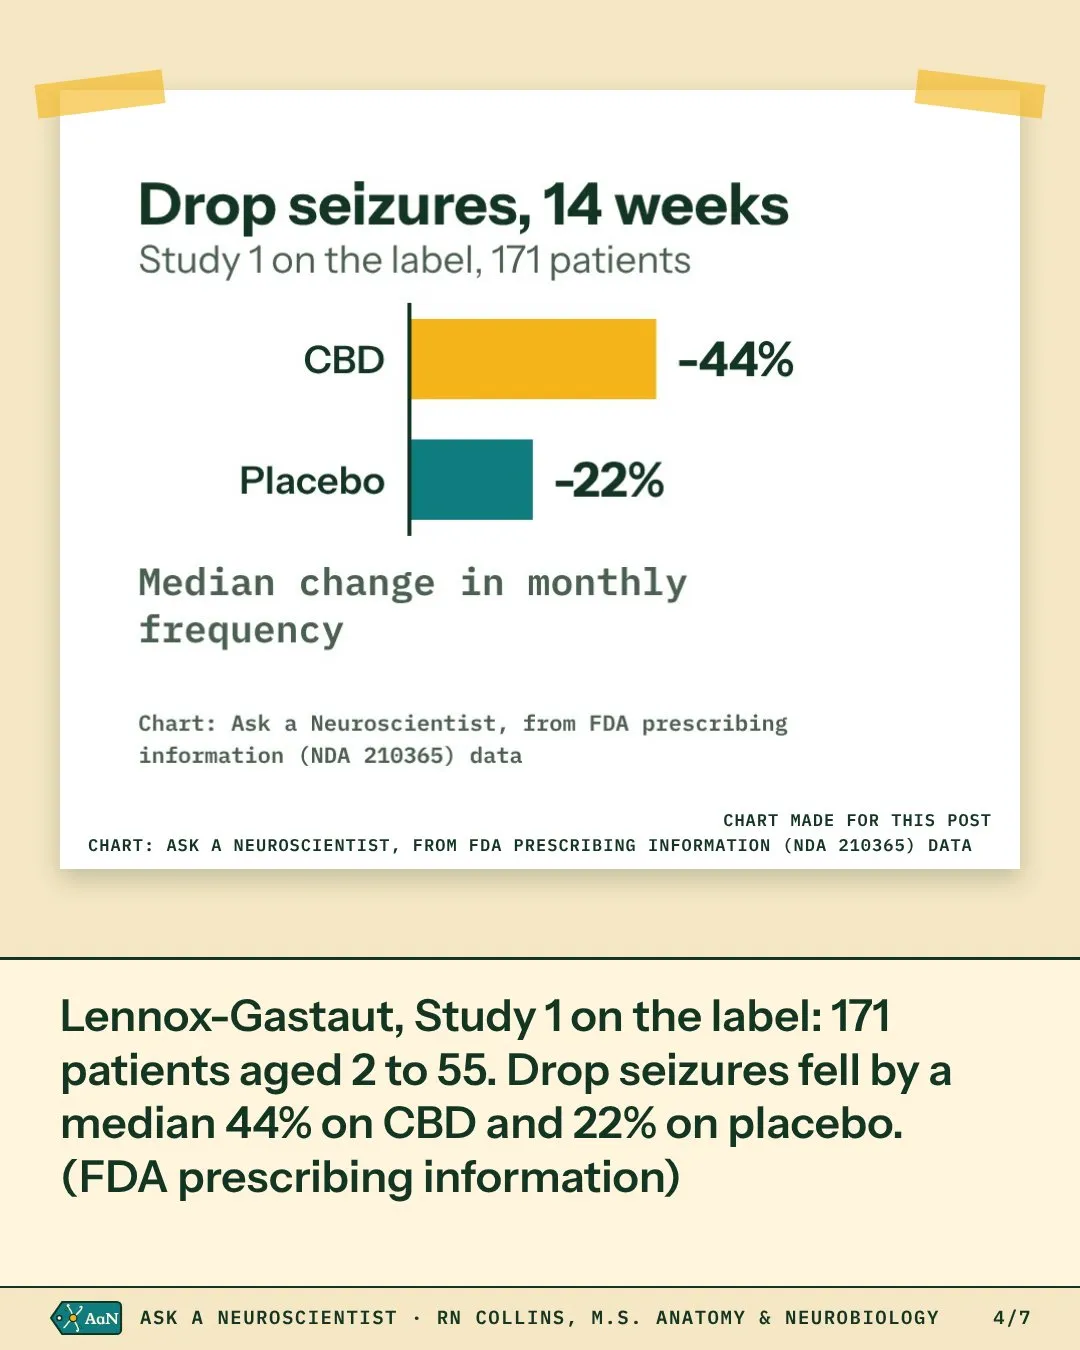 Drop seizures, 14 weeks
Study 1 on the label, 171 patients
CBD
-44%
Placebo
-22%
Median change in monthly
frequency
Chart: Ask a Neuroscientist, from FDA prescribing
information (NDA 210365) data
CHART MADE FOR THIS POST
CHART: ASK A NEUROSCIENTIST, FROM FDA PRESCRIBING INFORMATION (NDA 210365) DATA
Lennox-Gastaut, Study 1 on the label: 171
patients aged 2 to 55. Drop seizures fell by a
median 44% on CBD and 22% on placebo.
(FDA prescribing information)
AaN
ASK A NEUROSCIENTIST · RN COLLINS, M.S. ANATOMY & NEUROBIOLOGY
4/7